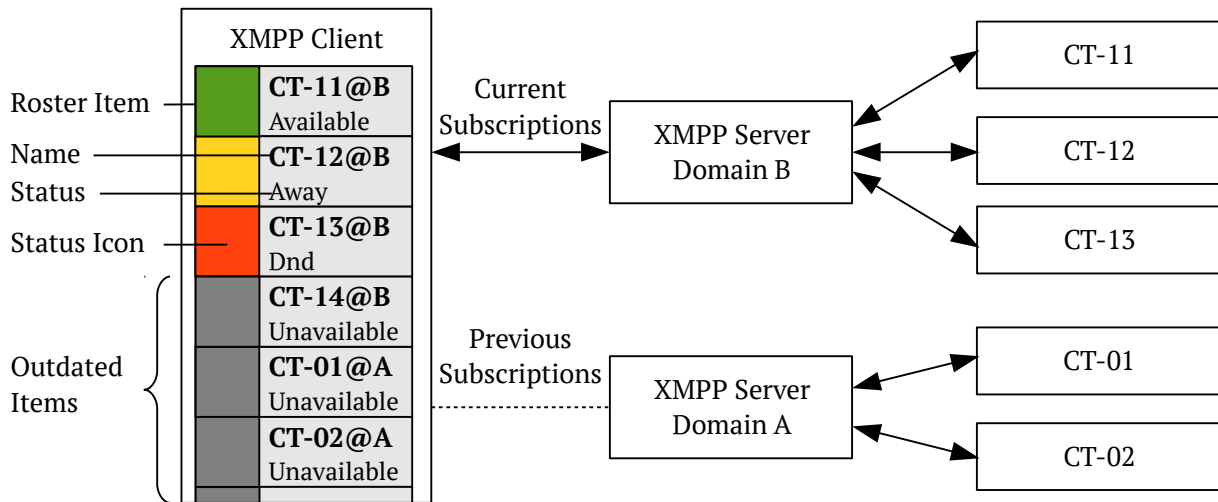 XMPP Client
Roster Item
Name
Status
Status Icon
Outdated
Items
CT-11@B
Available
CT-12@B
Away
CT-13@B
Dnd
CT-14@B
Unavailable
CT-01@A
Unavailable
CT-02@A
Unavailable
Current
Subscriptions
Previous
Subscriptions
XMPP Server
Domain B
XMPP Server
Domain A
CT-11
CT-12
CT-13
CT-01
CT-02